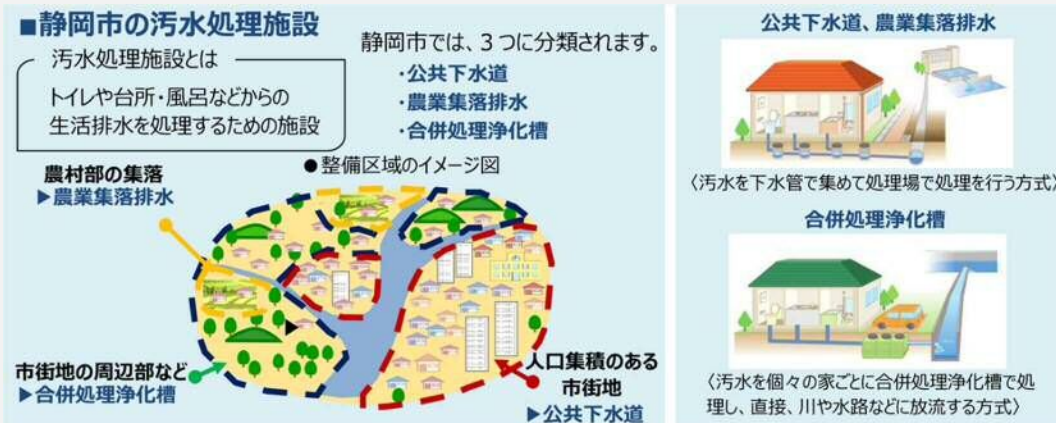 ■静岡市の汚水処理施設
汚水処理施設とは
トイレや台所・風呂などからの
生活排水を処理するための施設
静岡市では、3つに分類されます。
・公共下水道
・農業集落排水
・合併処理浄化槽
●整備区域のイメージ図
農村部の集落
▶農業集落排水
市街地の周辺部など
▶合併処理浄化槽
人口集積のある
市街地
▶公共下水道
公共下水道、農業集落排水
〈汚水を下水管で集めて処理場で処理を行う方式〉
合併処理浄化槽
〈汚水を個々の家ごとに合併処理浄化槽で処
理し、直接、川や水路などに放流する方式〉